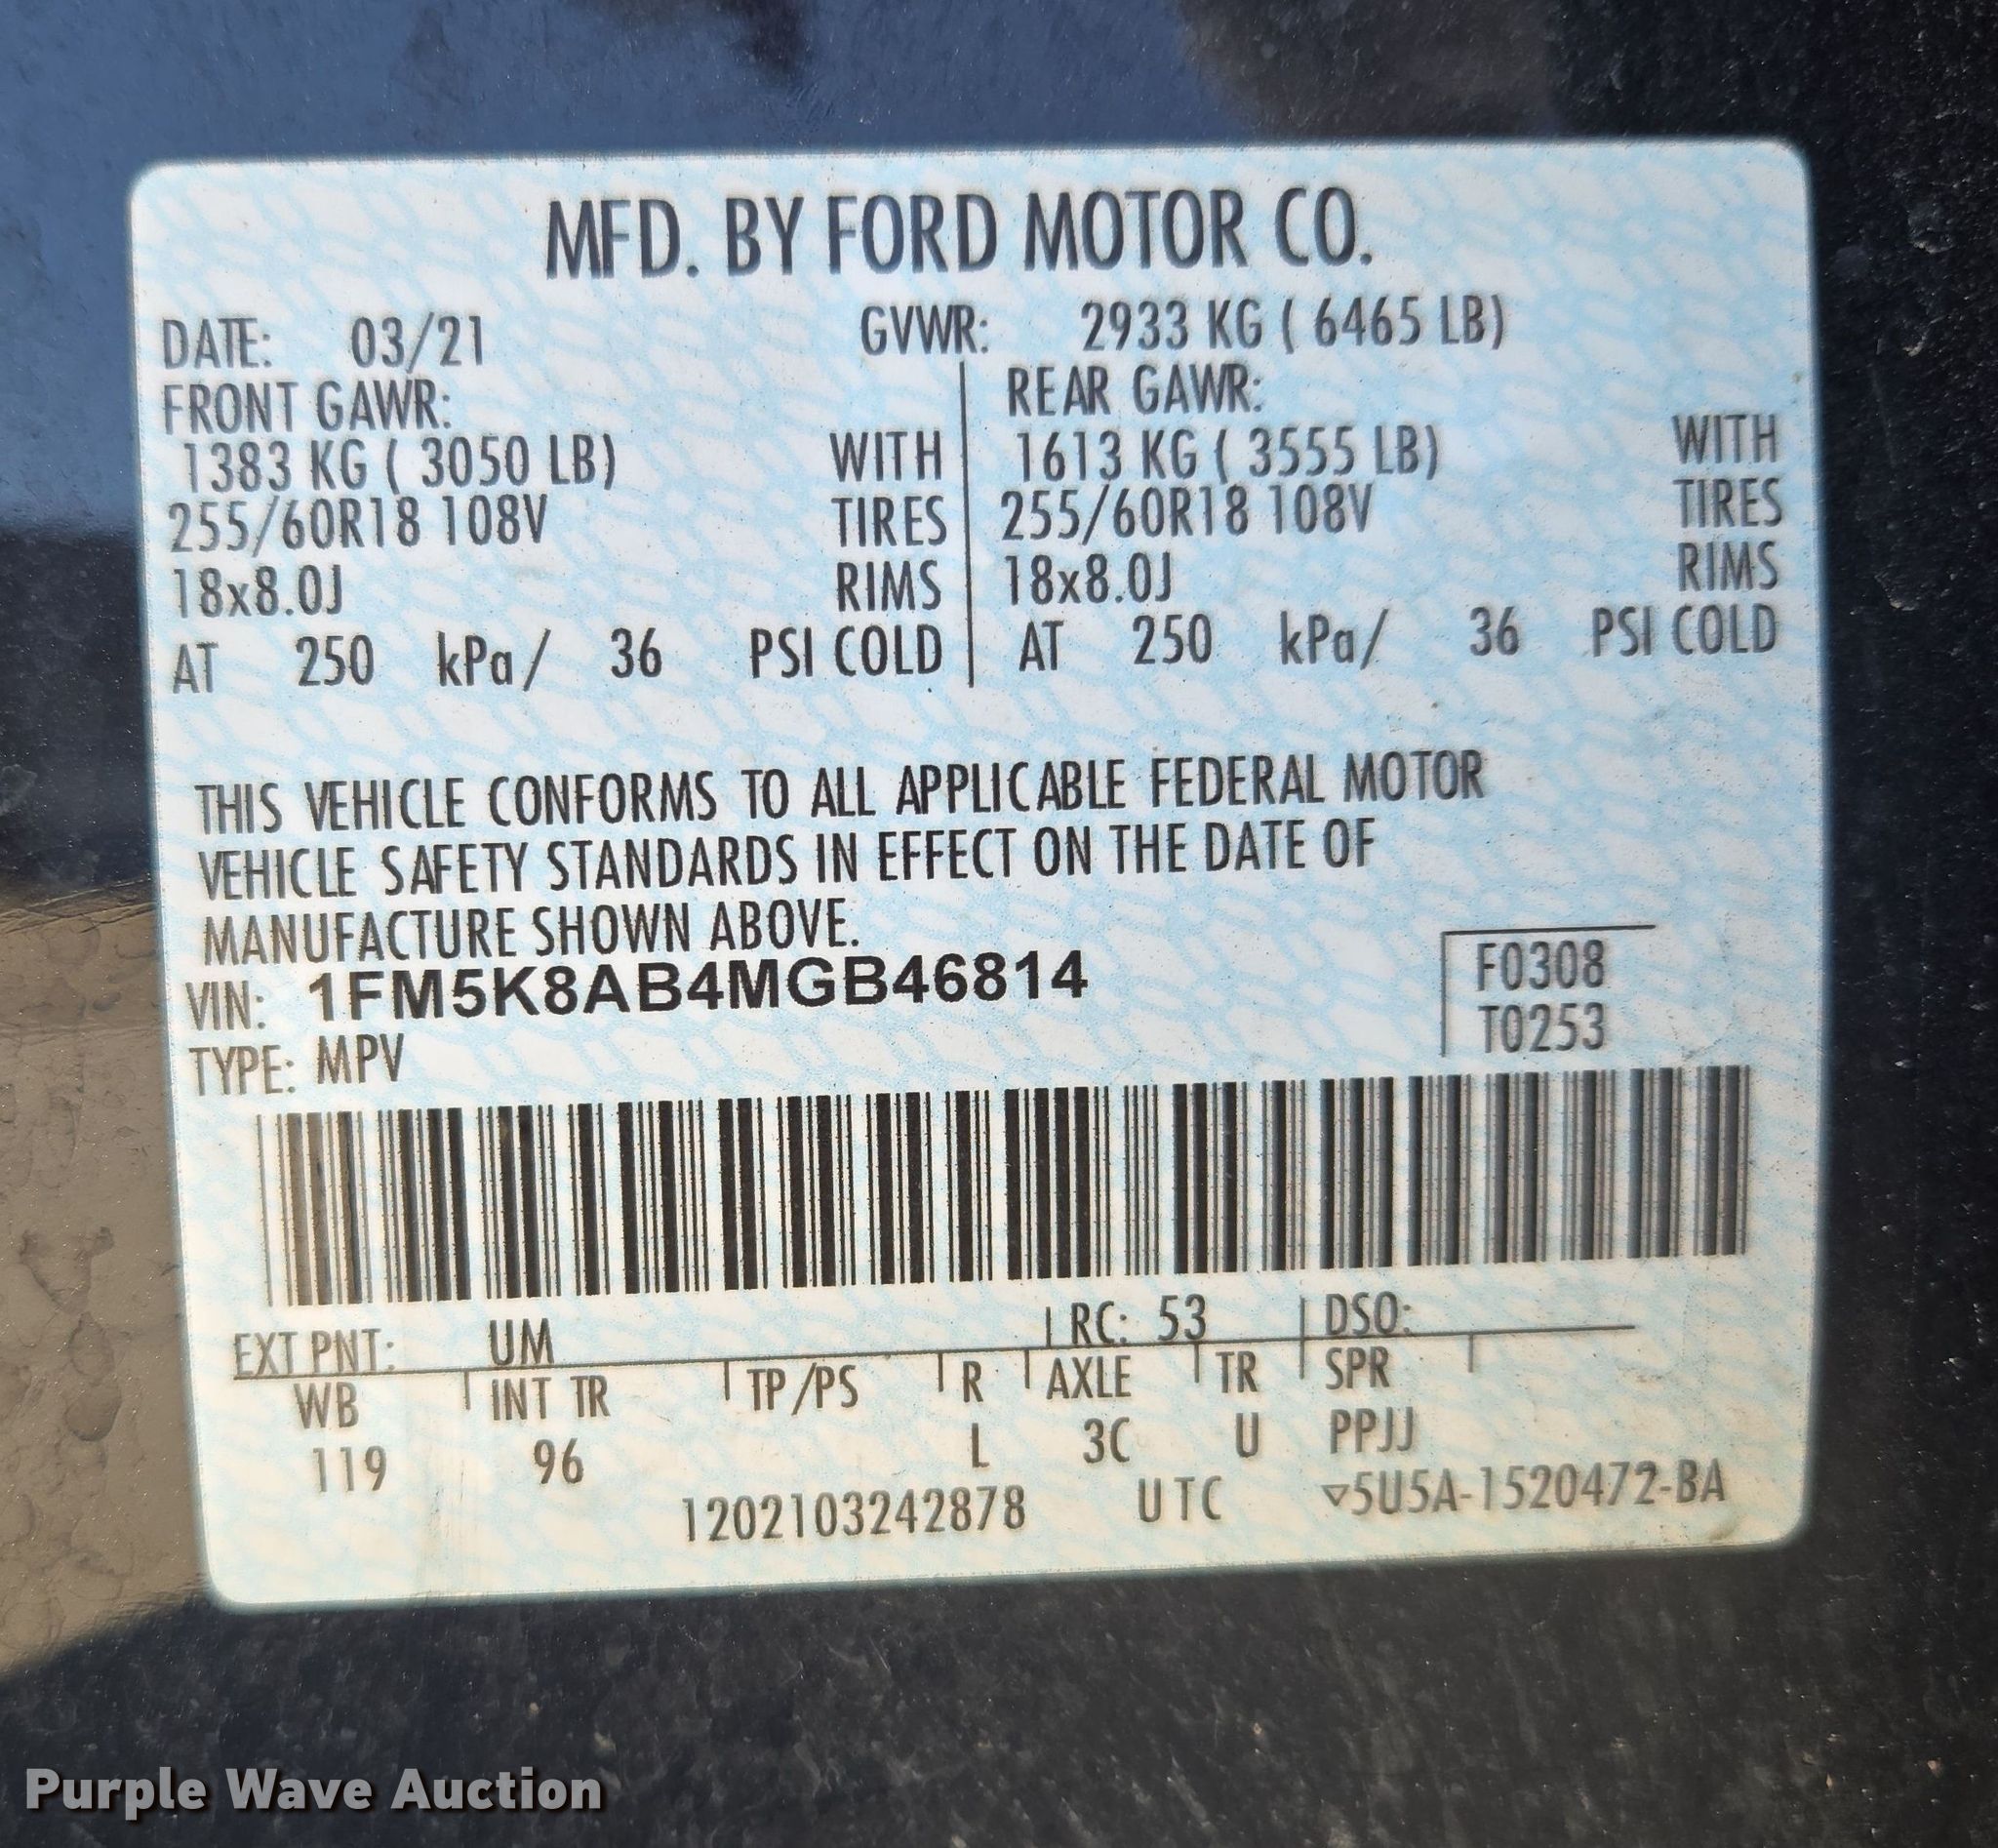 MFD. BY FORD MOTOR CO.
DATE: 03/21 GVWR: 2933 KG ( 6465 LB)
FRONT GAWR: REAR GAWR:
1383 KG ( 3050 LB) WITH 1613 KG ( 3555 LB) WITH
255/60R18 108V TIRES 255/60R18 108V TIRES
18x8.0J RIMS 18x8.0J RIMS
AT 250 kPa/ 36 PSI COLD AT 250 kPa/ 36 PSI COLD
THIS VEHICLE CONFORMS TO ALL APPLICABLE FEDERAL MOTOR
VEHICLE SAFETY STANDARDS IN EFFECT ON THE DATE OF
MANUFACTURE SHOWN ABOVE.
VIN: 1FM5K8AB4MGB46814 F0308
TYPE: MPV T0253
EXT PNT: UM RC: 53 DSO:
WB INT TR TP/PS R AXLE TR SPR
119 96 L 3C U PPJJ
1202103242878 UTC ▿5U5A-1520472-BA
Purple Wave Auction